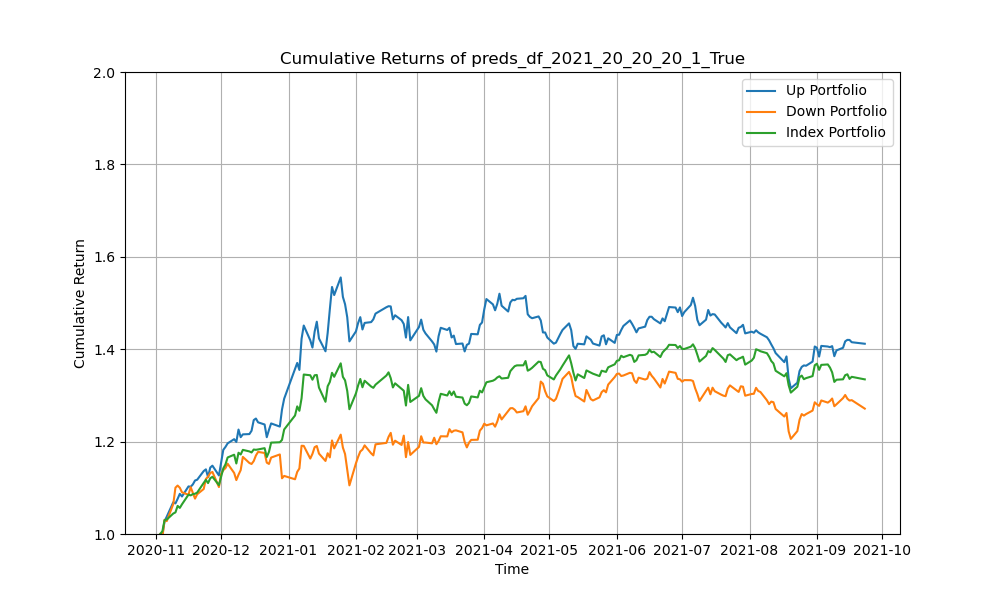 Cumulative Returns of preds_df_2021_20_20_20_1_True
Up Portfolio
Down Portfolio
Index Portfolio
Cumulative Return
2.0
1.8
1.6
1.4
1.2
1.0
2020-11 2020-12 2021-01 2021-02 2021-03 2021-04 2021-05 2021-06 2021-07 2021-08 2021-09 2021-10
Time